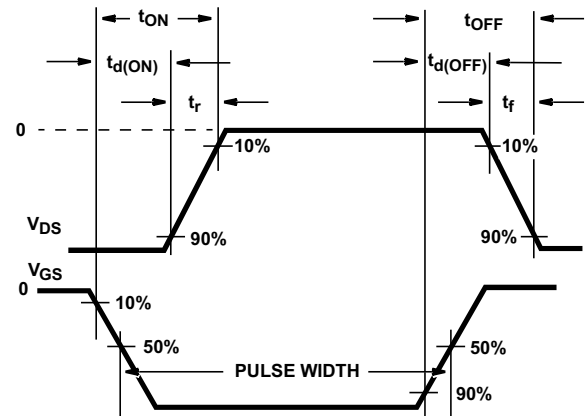 tON
tOFF
td(ON)
td(OFF)
tr
tf
0
10%
10%
VDS
90%
90%
VGS
0
10%
50%
PULSE WIDTH
50%
90%